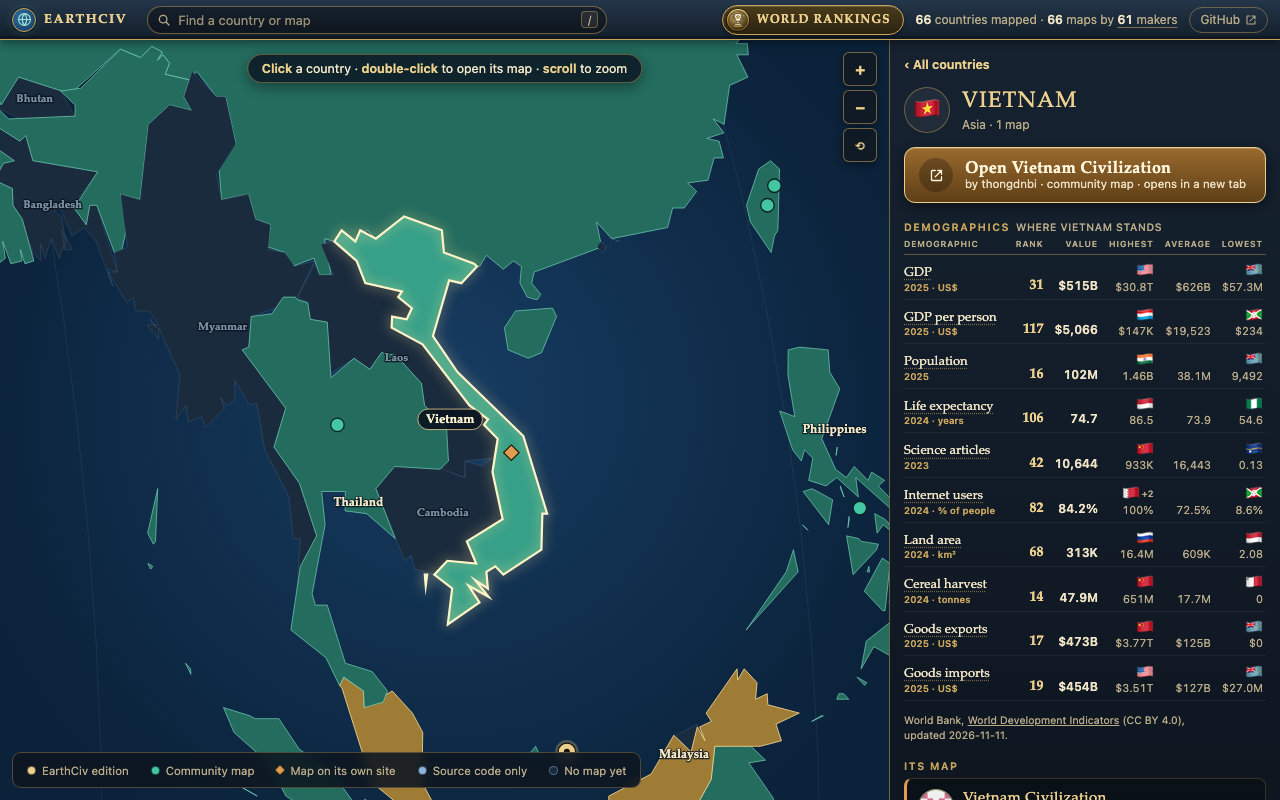 EARTHCIV
Find a country or map
/
WORLD RANKINGS
66 countries mapped · 66 maps by 61 makers
GitHub
Click a country · double-click to open its map · scroll to zoom
+
−
Bhutan
Bangladesh
Myanmar
Laos
Vietnam
Philippines
Thailand
Cambodia
Malaysia
EarthCiv edition
Community map
Map on its own site
Source code only
No map yet
‹ All countries
VIETNAM
Asia · 1 map
Open Vietnam Civilization
by thongdnbi · community map · opens in a new tab
DEMOGRAPHICS WHERE VIETNAM STANDS
DEMOGRAPHIC RANK VALUE HIGHEST AVERAGE LOWEST
GDP
2025 · US$ 31 $515B $30.8T $626B $57.3M
GDP per person
2025 · US$ 117 $5,066 $147K $19,523 $234
Population
2025 16 102M 1.46B 38.1M 9,492
Life expectancy
2024 · years 106 74.7 86.5 73.9 54.6
Science articles
2023 42 10,644 933K 16,443 0.13
Internet users +2
2024 · % of people 82 84.2% 100% 72.5% 8.6%
Land area
2024 · km² 68 313K 16.4M 609K 2.08
Cereal harvest
2024 · tonnes 14 47.9M 651M 17.7M 0
Goods exports
2025 · US$ 17 $473B $3.77T $125B $0
Goods imports
2025 · US$ 19 $454B $3.51T $127B $27.0M
World Bank, World Development Indicators (CC BY 4.0),
updated 2026-11-11.
ITS MAP
Vietnam Civilization